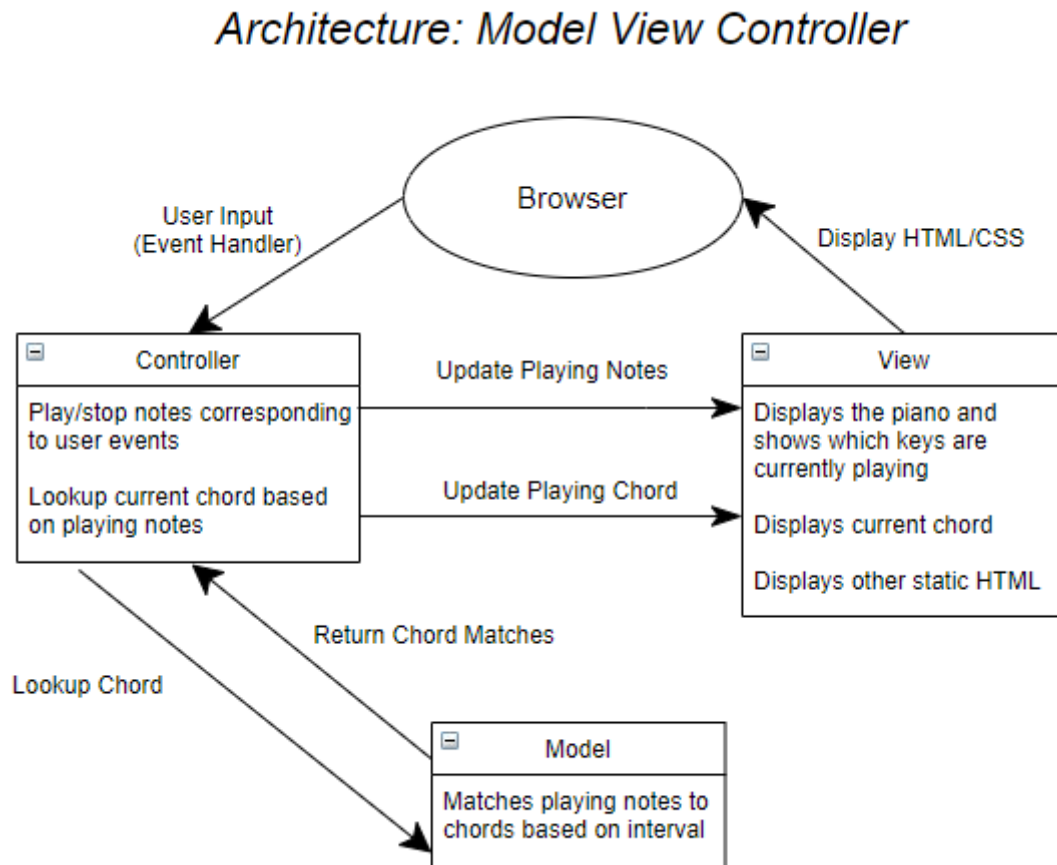 Architecture: Model View Controller
Browser
User Input
(Event Handler)
Display HTML/CSS
Controller
Play/stop notes corresponding
to user events
Lookup current chord based
on playing notes
Update Playing Notes
Update Playing Chord
View
Displays the piano and
shows which keys are
currently playing
Displays current chord
Displays other static HTML
Return Chord Matches
Lookup Chord
Model
Matches playing notes to
chords based on interval